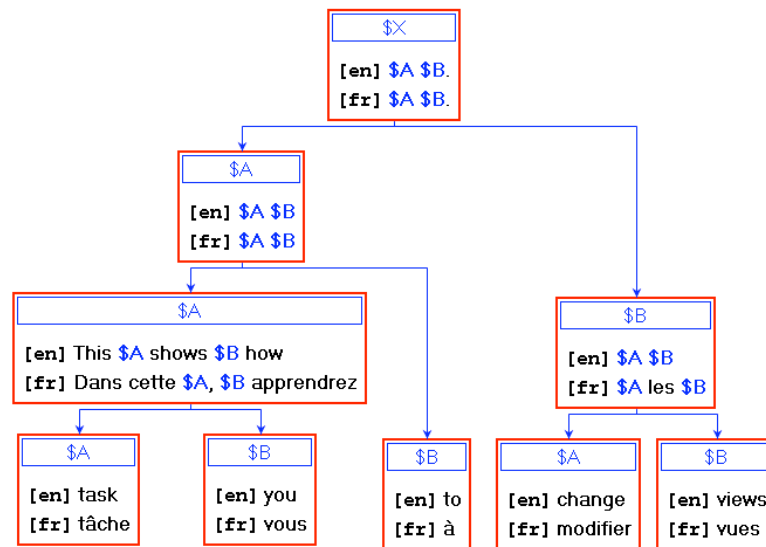 $X
[en] $A $B.
[fr] $A $B.
$A
[en] $A $B
[fr] $A $B
$A
[en] This $A shows $B how
[fr] Dans cette $A, $B apprendrez
$B
[en] $A $B
[fr] $A les $B
$A
[en] task
[fr] tâche
$B
[en] you
[fr] vous
$B
[en] to
[fr] à
$A
[en] change
[fr] modifier
$B
[en] views
[fr] vues